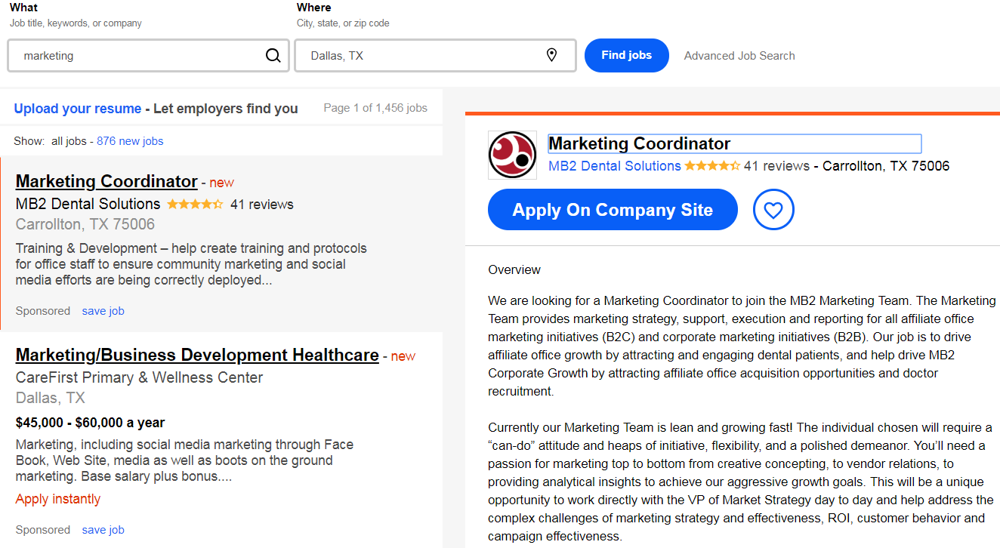 What
Job title, keywords, or company
marketing
Where
City, state, or zip code
Dallas, TX
Find jobs
Advanced Job Search
Upload your resume - Let employers find you
Page 1 of 1,456 jobs
Show: all jobs - 876 new jobs
Marketing Coordinator - new
MB2 Dental Solutions 41 reviews
Carrollton, TX 75006
Training & Development – help create training and protocols
for office staff to ensure community marketing and social
media efforts are being correctly deployed...
Sponsored save job
Marketing/Business Development Healthcare - new
CareFirst Primary & Wellness Center
Dallas, TX
$45,000 - $60,000 a year
Marketing, including social media marketing through Face
Book, Web Site, media as well as boots on the ground
marketing. Base salary plus bonus....
Apply instantly
Sponsored save job
Marketing Coordinator
MB2 Dental Solutions 41 reviews - Carrollton, TX 75006
Apply On Company Site
Overview
We are looking for a Marketing Coordinator to join the MB2 Marketing Team. The Marketing
Team provides marketing strategy, support, execution and reporting for all affiliate office
marketing initiatives (B2C) and corporate marketing initiatives (B2B). Our job is to drive
affiliate office growth by attracting and engaging dental patients, and help drive MB2
Corporate Growth by attracting affiliate office acquisition opportunities and doctor
recruitment.
Currently our Marketing Team is lean and growing fast! The individual chosen will require a
“can-do” attitude and heaps of initiative, flexibility, and a polished demeanor. You’ll need a
passion for marketing top to bottom from creative concepting, to vendor relations, to
providing analytical insights to achieve our aggressive growth goals. This will be a unique
opportunity to work directly with the VP of Market Strategy day to day and help address the
complex challenges of marketing strategy and effectiveness, ROI, customer behavior and
campaign effectiveness.